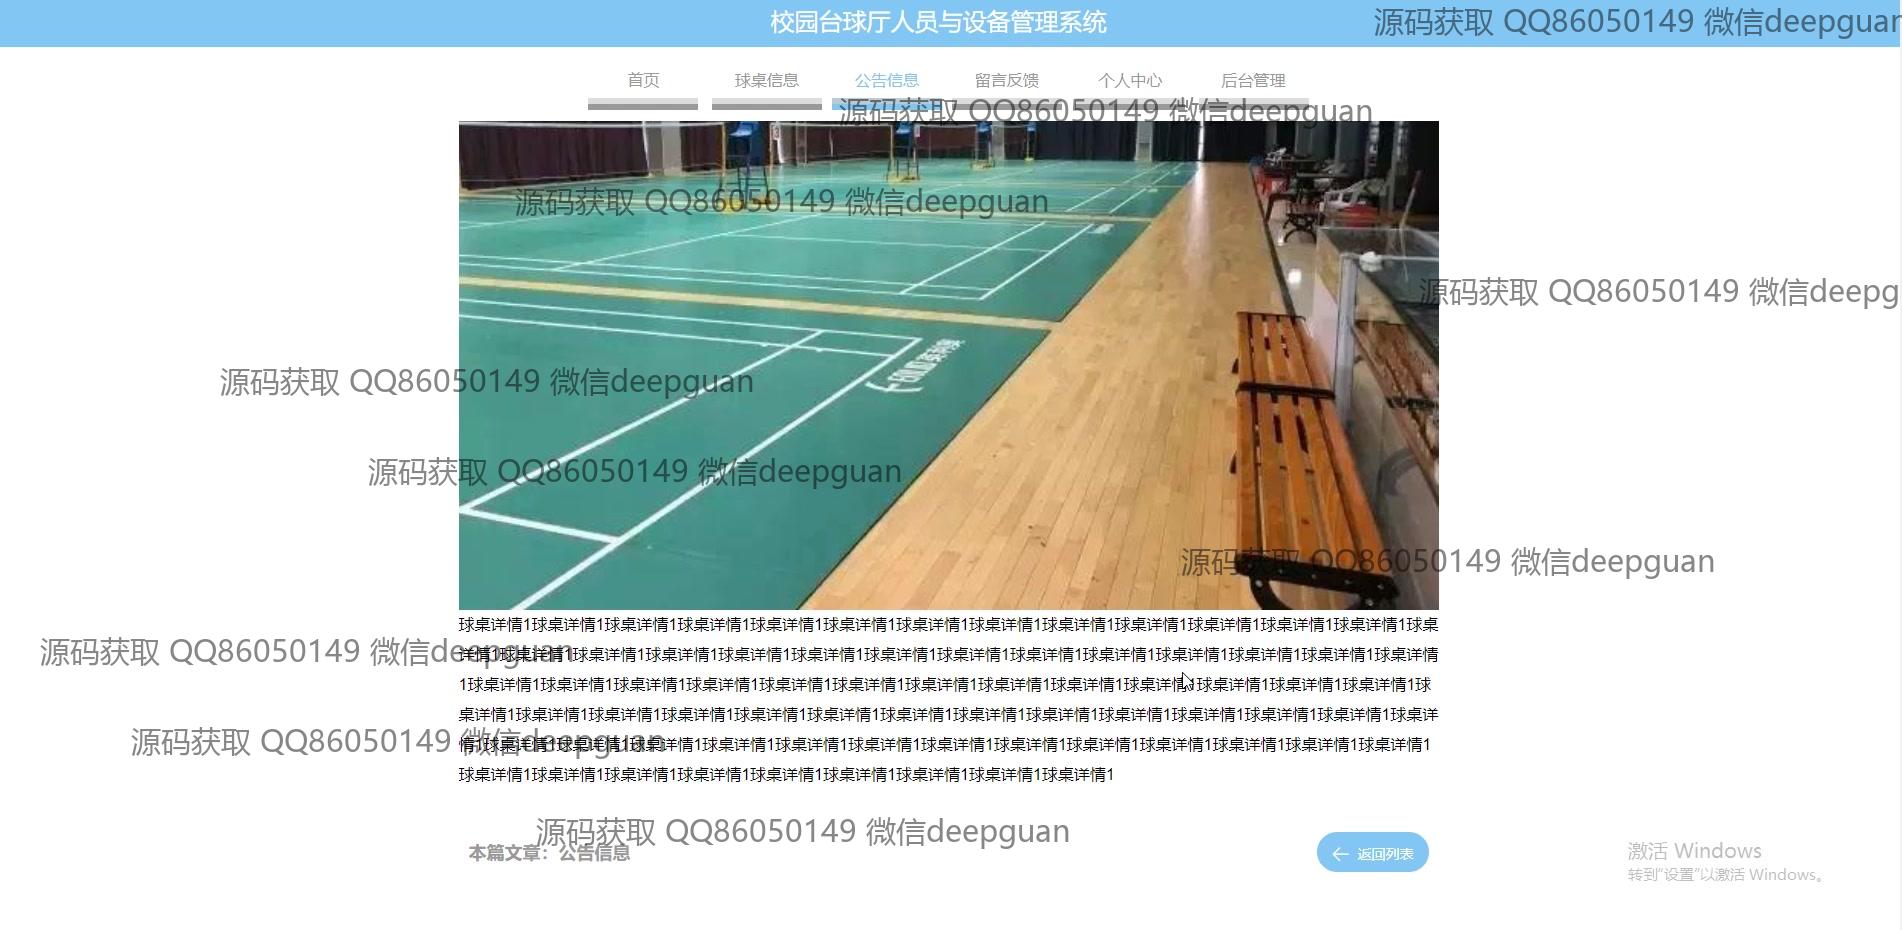 校园台球厅人员与设备管理系统
源码获取 QQ86050149 微信deepguan
首页
球桌信息
公告信息
留言反馈
个人中心
后台管理
源码获取 QQ86050149 微信deepguan
源码获取 QQ86050149 微信deepguan
源码获取 QQ86050149 微信deepg
源码获取 QQ86050149 微信deepguan
源码获取 QQ86050149 微信deepguan
源码获取 QQ86050149 微信deepguan
球桌详情1球桌详情1球桌详情1球桌详情1球桌详情1球桌详情1球桌详情1球桌详情1球桌详情1球桌详情1球桌详情1球桌详情1球桌详情1球桌
源码获取 QQ86050149 微信deepguan
详情1球桌详情1球桌详情1球桌详情1球桌详情1球桌详情1球桌详情1球桌详情1球桌详情1球桌详情1球桌详情1球桌详情1球桌详情1球桌详情
1球桌详情1球桌详情1球桌详情1球桌详情1球桌详情1球桌详情1球桌详情1球桌详情1球桌详情1球桌详情1球桌详情1球桌详情1球桌详情1球
桌详情1球桌详情1球桌详情1球桌详情1球桌详情1球桌详情1球桌详情1球桌详情1球桌详情1球桌详情1球桌详情1球桌详情1球桌详情1球桌详
源码获取 QQ86050149 微信deepguan
情1球桌详情1球桌详情1球桌详情1球桌详情1球桌详情1球桌详情1球桌详情1球桌详情1球桌详情1球桌详情1球桌详情1球桌详情1球桌详情1
球桌详情1球桌详情1球桌详情1球桌详情1球桌详情1球桌详情1球桌详情1球桌详情1球桌详情1
源码获取 QQ86050149 微信deepguan
本篇文章：公告信息
返回列表
激活 Windows
转到"设置"以激活 Windows。